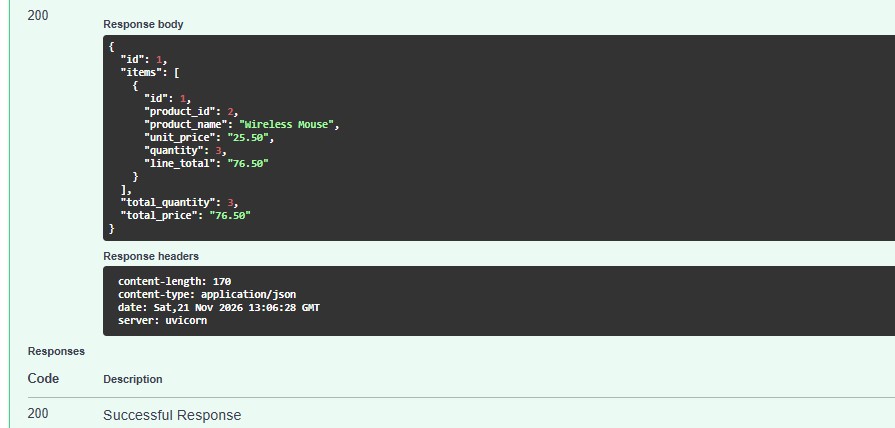 200
Response body
{
  "id": 1,
  "items": [
    {
      "id": 1,
      "product_id": 2,
      "product_name": "Wireless Mouse",
      "unit_price": "25.50",
      "quantity": 3,
      "line_total": "76.50"
    }
  ],
  "total_quantity": 3,
  "total_price": "76.50"
}
Response headers
content-length: 170
content-type: application/json
date: Sat,21 Nov 2026 13:06:28 GMT
server: uvicorn
Responses
Code Description
200 Successful Response